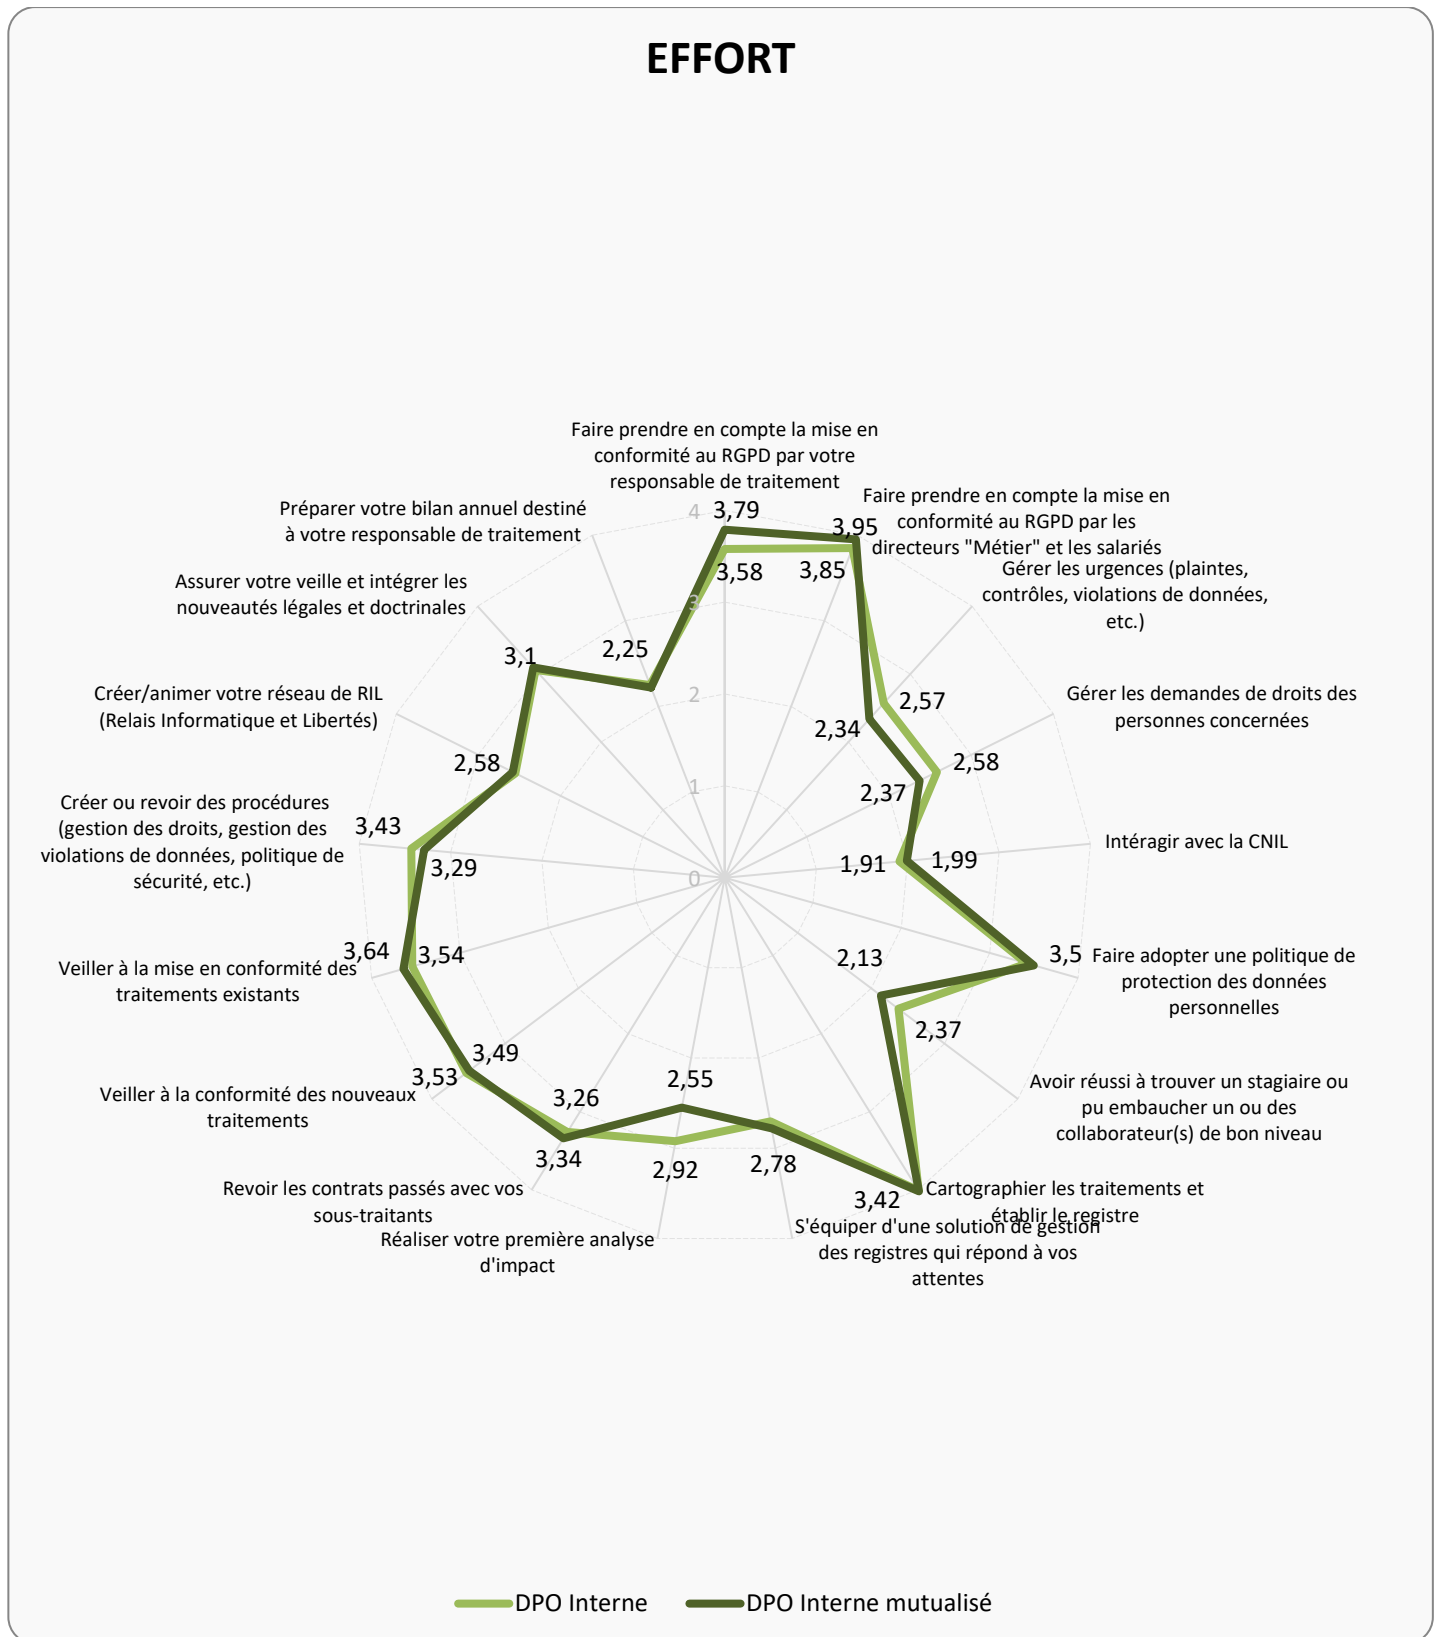 EFFORT
Faire prendre en compte la mise en
conformité au RGPD par votre
responsable de traitement
Faire prendre en compte la mise en
conformité au RGPD par les
directeurs "Métier" et les salariés
Gérer les urgences (plaintes,
contrôles, violations de données,
etc.)
Gérer les demandes de droits des
personnes concernées
Intéragir avec la CNIL
Faire adopter une politique de
protection des données
personnelles
Avoir réussi à trouver un stagiaire ou
pu embaucher un ou des
collaborateur(s) de bon niveau
Cartographier les traitements et
établir le registre
S'équiper d'une solution de gestion
des registres qui répond à vos
attentes
Réaliser votre première analyse
d'impact
Revoir les contrats passés avec vos
sous-traitants
Veiller à la conformité des nouveaux
traitements
Veiller à la mise en conformité des
traitements existants
Créer ou revoir des procédures
(gestion des droits, gestion des
violations de données, politique de
sécurité, etc.)
Créer/animer votre réseau de RIL
(Relais Informatique et Libertés)
Assurer votre veille et intégrer les
nouveautés légales et doctrinales
Préparer votre bilan annuel destiné
à votre responsable de traitement
4
3
2
1
0
3,79
3,58
3,95
3,85
2,57
2,34
2,58
2,37
1,91
1,99
3,5
2,13
2,37
3,42
2,78
2,55
2,92
3,26
3,34
3,49
3,53
3,64
3,54
3,43
3,29
2,58
3,1
2,25
DPO Interne
DPO Interne mutualisé